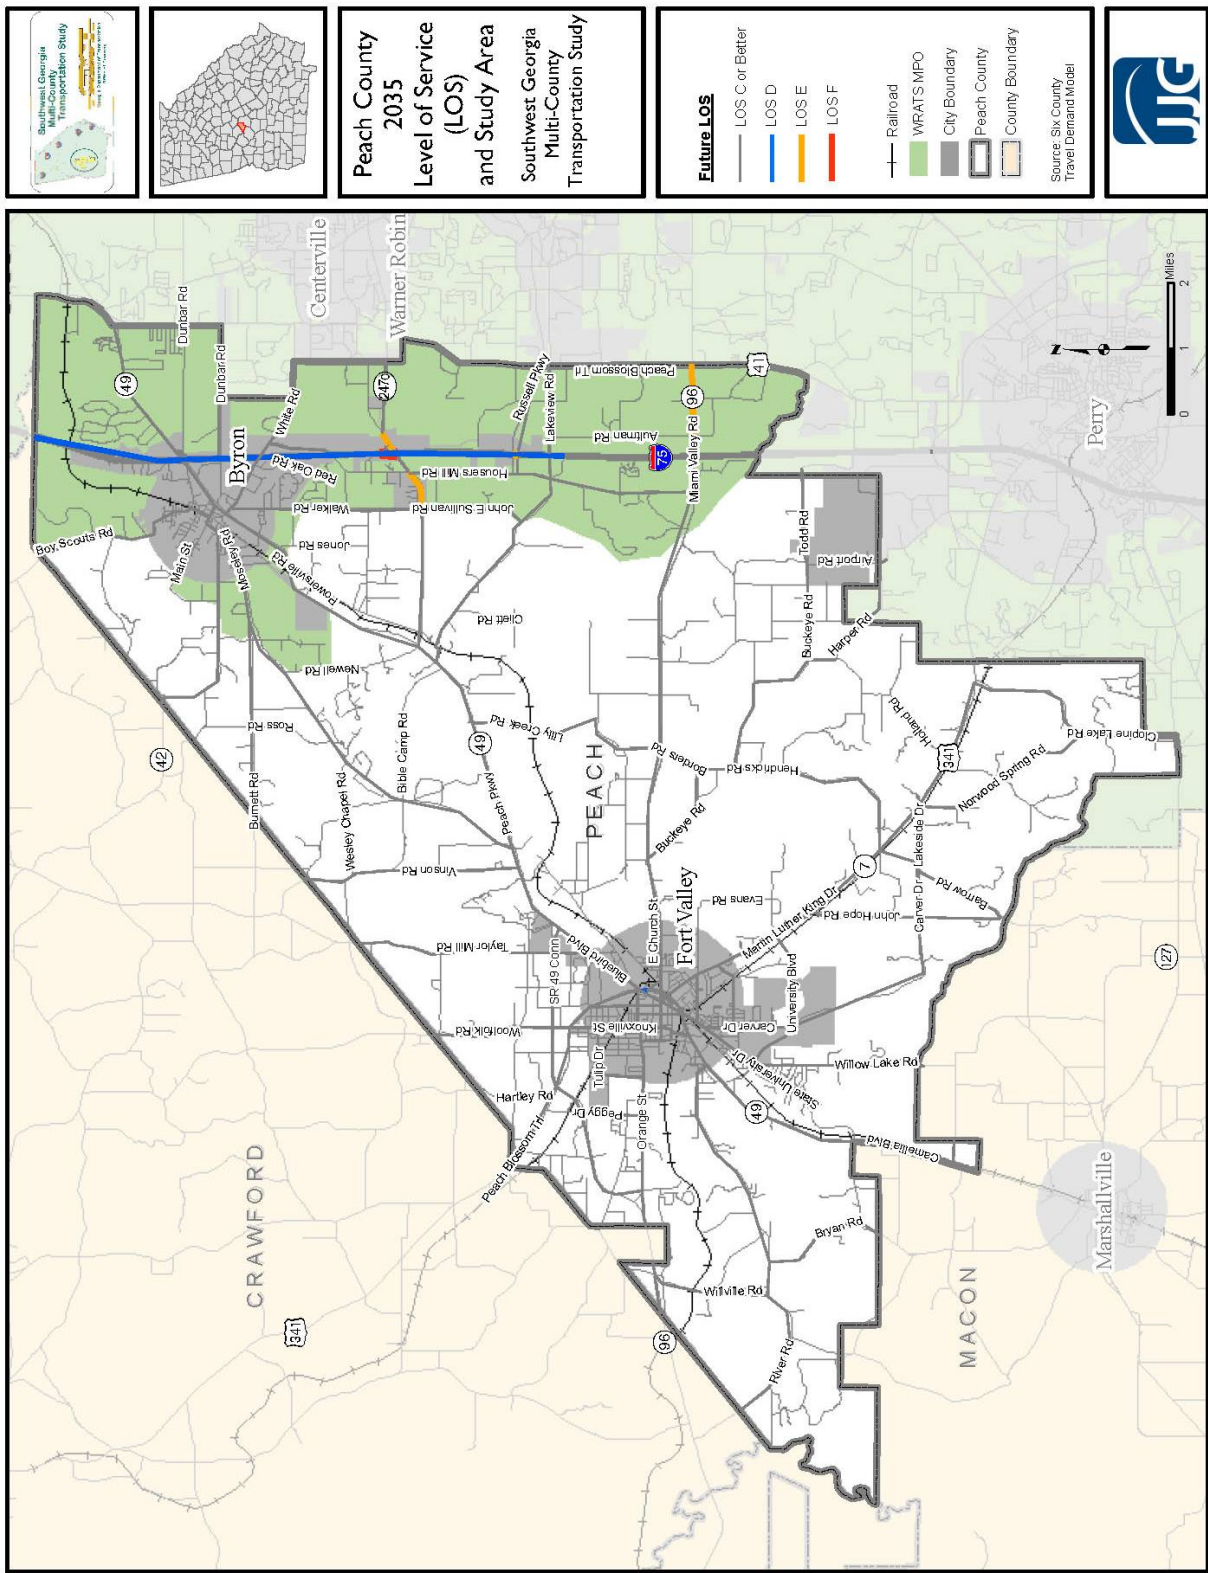 Southwest Georgia
Multi-County
Transportation Study
Peach County
2035
Level of Service
(LOS)
and Study Area
Southwest Georgia
Multi-County
Transportation Study
Future LOS
LOS C or Better
LOS D
LOS E
LOS F
Railroad
WRATS MPO
City Boundary
Peach County
County Boundary
Source: Six County
Travel Demand Model
JJG
Centerville
Warner Robin
Dunbar Rd
Dunbar Rd
White Rd
49
Byron
Red Oak Rd
247C
Russell Pkwy
Lakeview Rd
Peach Blossom Trl
41
96
Aultman Rd
75
Miami Valley Rd
Housers Mill Rd
John E Sullivan Rd
Walker Rd
Jones Rd
Boy Scouts Rd
Main St
Moseley Rd
Powersville Rd
Newell Rd
Cliett Rd
Todd Rd
Airport Rd
Buckeye Rd
Harper Rd
Perry
N
0 1 2
Miles
42
Ross Rd
Burnett Rd
Wesley Chapel Rd
Bible Camp Rd
49
Peach Pkwy
Lilly Creek Rd
PEACH
Borders Rd
Hendricks Rd
Buckeye Rd
Holland Rd
341
Norwood Spring Rd
Clopine Lake Rd
Vinson Rd
Taylor Mill Rd
SR 49 Conn
Bluebird Blvd
E Church St
Fort Valley
Evans Rd
Martin Luther King Dr
7
John Hope Rd
Carver Dr
Lakeside Dr
Barrow Rd
127
Woolfolk Rd
Knoxville St
Carver Dr
University Blvd
Willow Lake Rd
State University Dr
49
Camellia Blvd
Hartley Rd
Tulip Dr
Peggy Dr
Orange St
Peach Blossom Trl
CRAWFORD
341
96
Willville Rd
Bryan Rd
River Rd
MACON
Marshallville